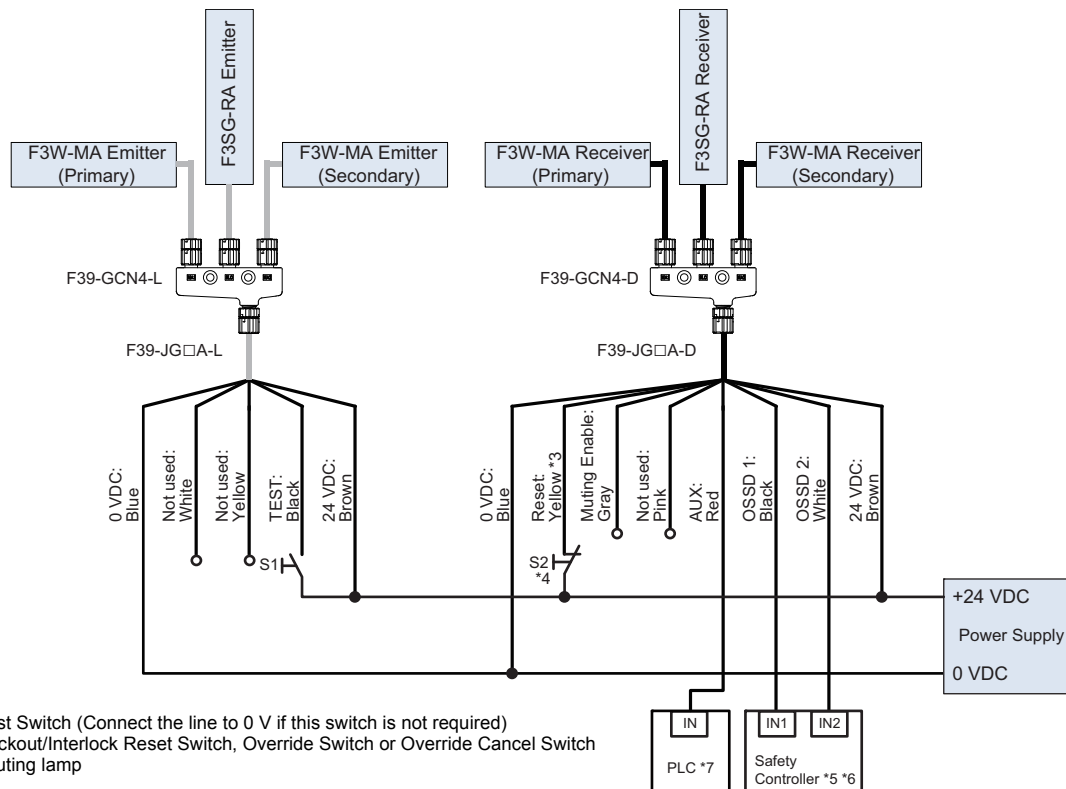 F3SG-RA Emitter
F3SG-RA Receiver
F3W-MA Emitter
(Primary)
F3W-MA Emitter
(Secondary)
F3W-MA Receiver
(Primary)
F3W-MA Receiver
(Secondary)
F39-GCN4-L
F39-GCN4-D
F39-JG□A-L
F39-JG□A-D
0 VDC:
Blue
Not used:
White
Not used:
Yellow
TEST:
Black
24 VDC:
Brown
0 VDC:
Blue
Reset:
Yellow *3
Muting Enable:
Gray
Not used:
Pink
AUX:
Red
OSSD 1:
Black
OSSD 2:
White
24 VDC:
Brown
S1
S2
*4
+24 VDC
Power Supply
0 VDC
st Switch (Connect the line to 0 V if this switch is not required)
ckout/Interlock Reset Switch, Override Switch or Override Cancel Switch
uting lamp
IN
PLC *7
IN1
IN2
Safety
Controller *5 *6